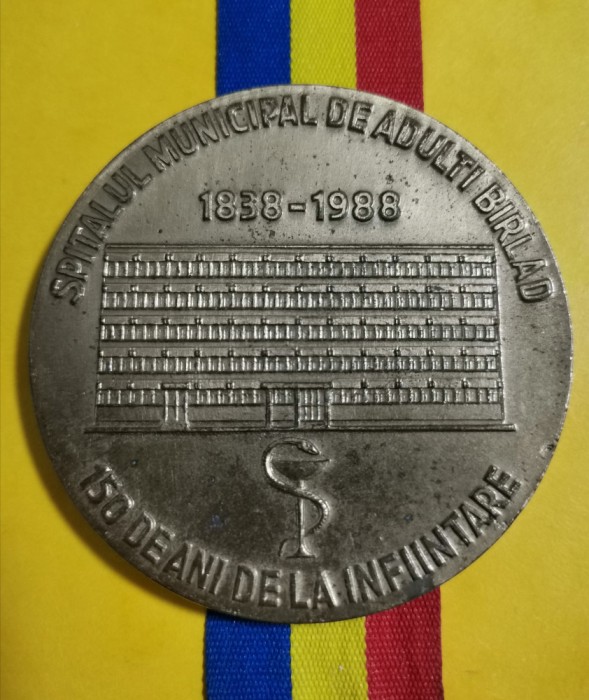 SPITALUL MUNICIPAL DE ADULTI BIRLAD
1838-1988
150 DE ANI DE LA INFIINTARE